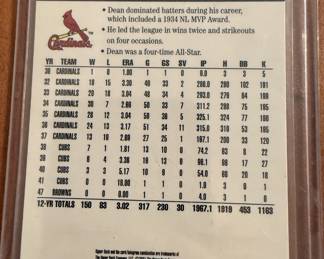 Cardinals
• Dean dominated batters during his career,
which included a 1934 NL MVP Award.
• He led the league in wins twice and strikeouts
on four occasions.
• Dean was a four-time All-Star.
YR TEAM W L ERA G GS SV IP H BB K
30 CARDINALS 1 0 1.00 1 1 0 9.0 3 3 5
32 CARDINALS 18 15 3.30 46 33 2 286.0 280 102 191
33 CARDINALS 20 18 3.04 48 34 4 293.0 279 64 199
34 CARDINALS 30 7 2.66 50 33 7 311.2 288 75 195
35 CARDINALS 28 12 3.04 50 36 5 325.1 324 77 190
36 CARDINALS 24 13 3.17 51 34 11 315.0 310 53 195
37 CARDINALS 13 10 2.69 27 25 1 197.1 200 33 120
38 CUBS 7 1 1.81 13 10 0 74.2 63 8 22
39 CUBS 6 4 3.36 19 13 0 96.1 98 17 27
40 CUBS 3 3 5.17 10 9 0 54.0 68 20 18
41 CUBS 0 0 18.00 1 1 0 1.0 3 0 1
47 BROWNS 0 0 0.00 1 1 0 4.0 3 1 0
12-YR TOTALS 150 83 3.02 317 230 30 1967.1 1919 453 1163